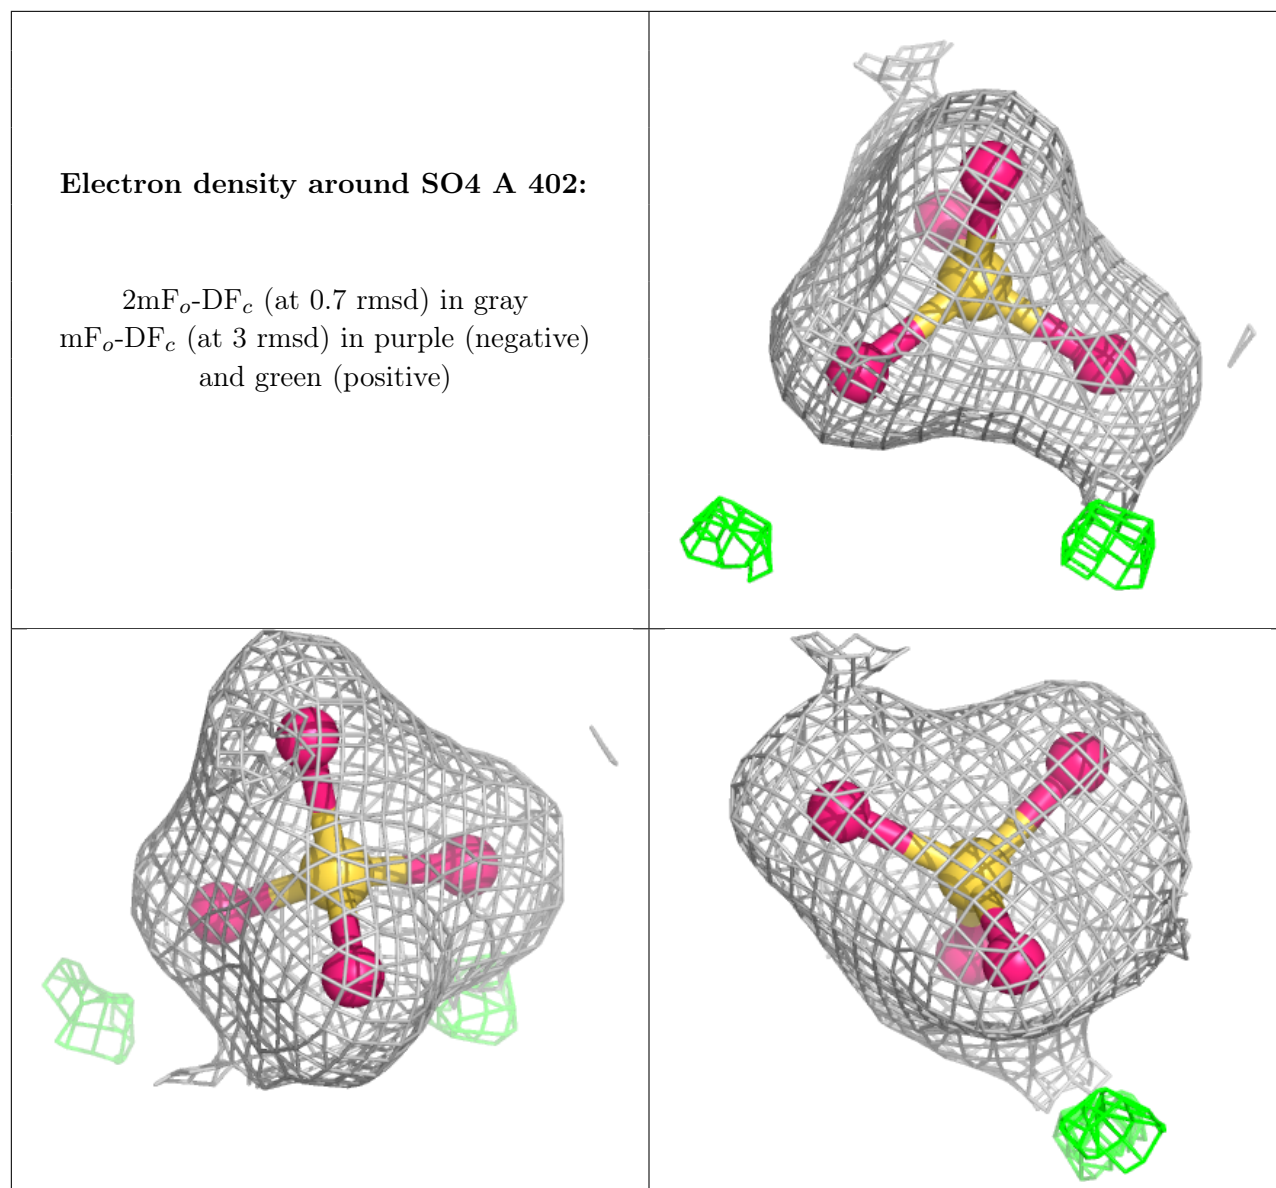 Electron density around SO4 A 402:
2mFo-DFc (at 0.7 rmsd) in gray
mFo-DFc (at 3 rmsd) in purple (negative)
and green (positive)